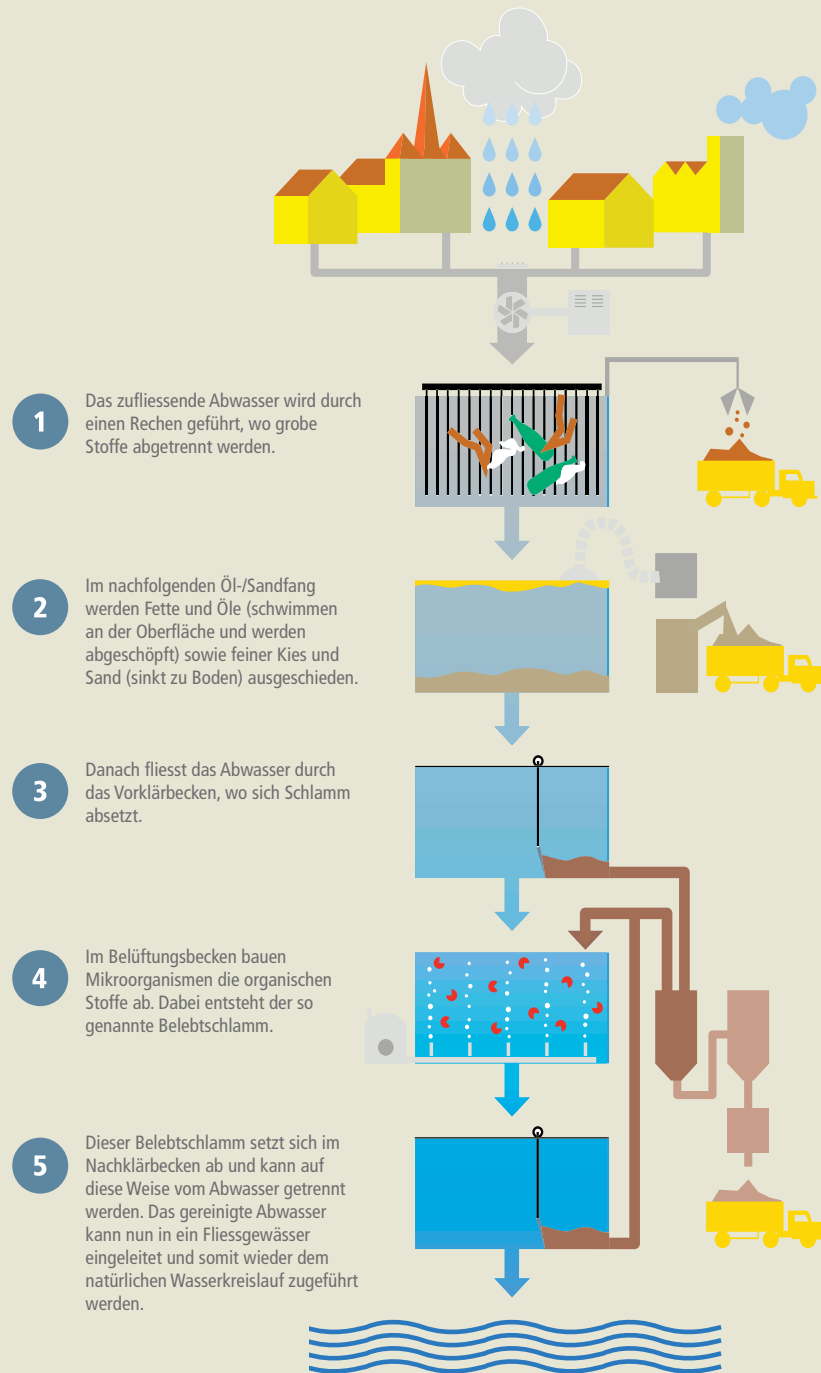 1
Das zufliessende Abwasser wird durch
einen Rechen geführt, wo grobe
Stoffe abgetrennt werden.
2
Im nachfolgenden Öl-/Sandfang
werden Fette und Öle (schwimmen
an der Oberfläche und werden
abgeschöpft) sowie feiner Kies und
Sand (sinkt zu Boden) ausgeschieden.
3
Danach fliesst das Abwasser durch
das Vorklärbecken, wo sich Schlamm
absetzt.
4
Im Belüftungsbecken bauen
Mikroorganismen die organischen
Stoffe ab. Dabei entsteht der so
genannte Belebtschlamm.
5
Dieser Belebtschlamm setzt sich im
Nachklärbecken ab und kann auf
diese Weise vom Abwasser getrennt
werden. Das gereinigte Abwasser
kann nun in ein Fliessgewässer
eingeleitet und somit wieder dem
natürlichen Wasserkreislauf zugeführt
werden.